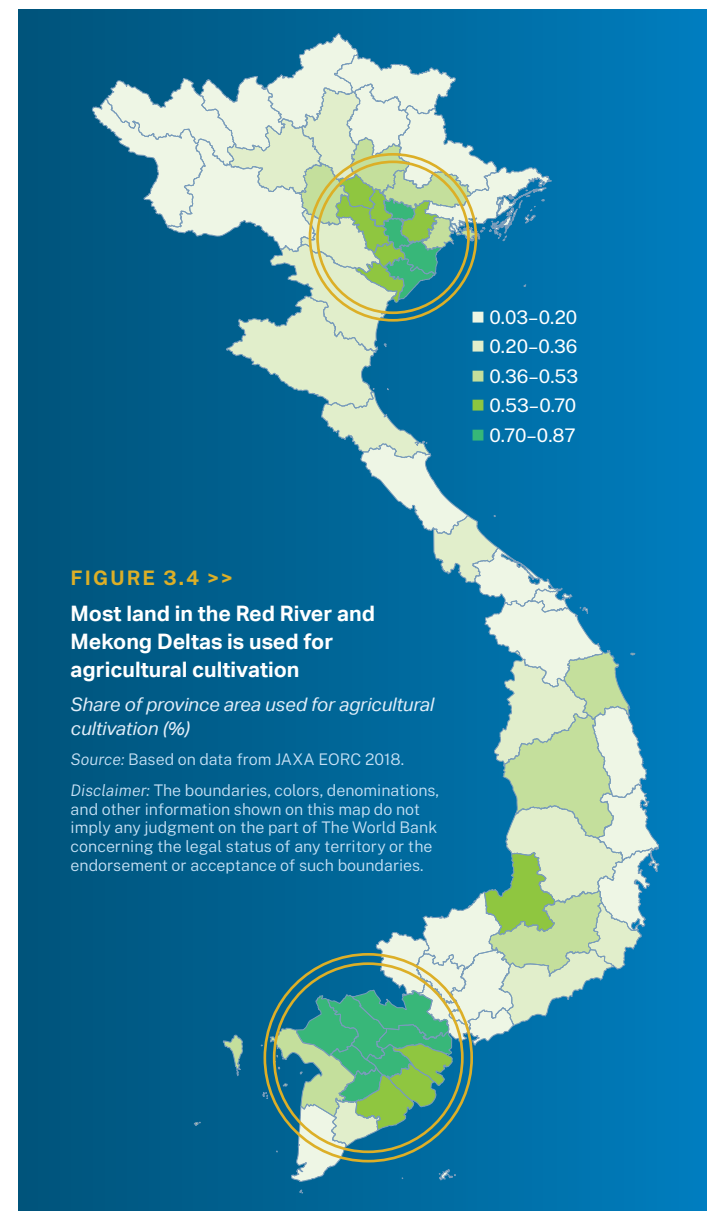 0.03–0.20
0.20–0.36
0.36–0.53
0.53–0.70
0.70–0.87
FIGURE 3.4 >>
Most land in the Red River and
Mekong Deltas is used for
agricultural cultivation
Share of province area used for agricultural
cultivation (%)
Source: Based on data from JAXA EORC 2018.
Disclaimer: The boundaries, colors, denominations,
and other information shown on this map do not
imply any judgment on the part of The World Bank
concerning the legal status of any territory or the
endorsement or acceptance of such boundaries.